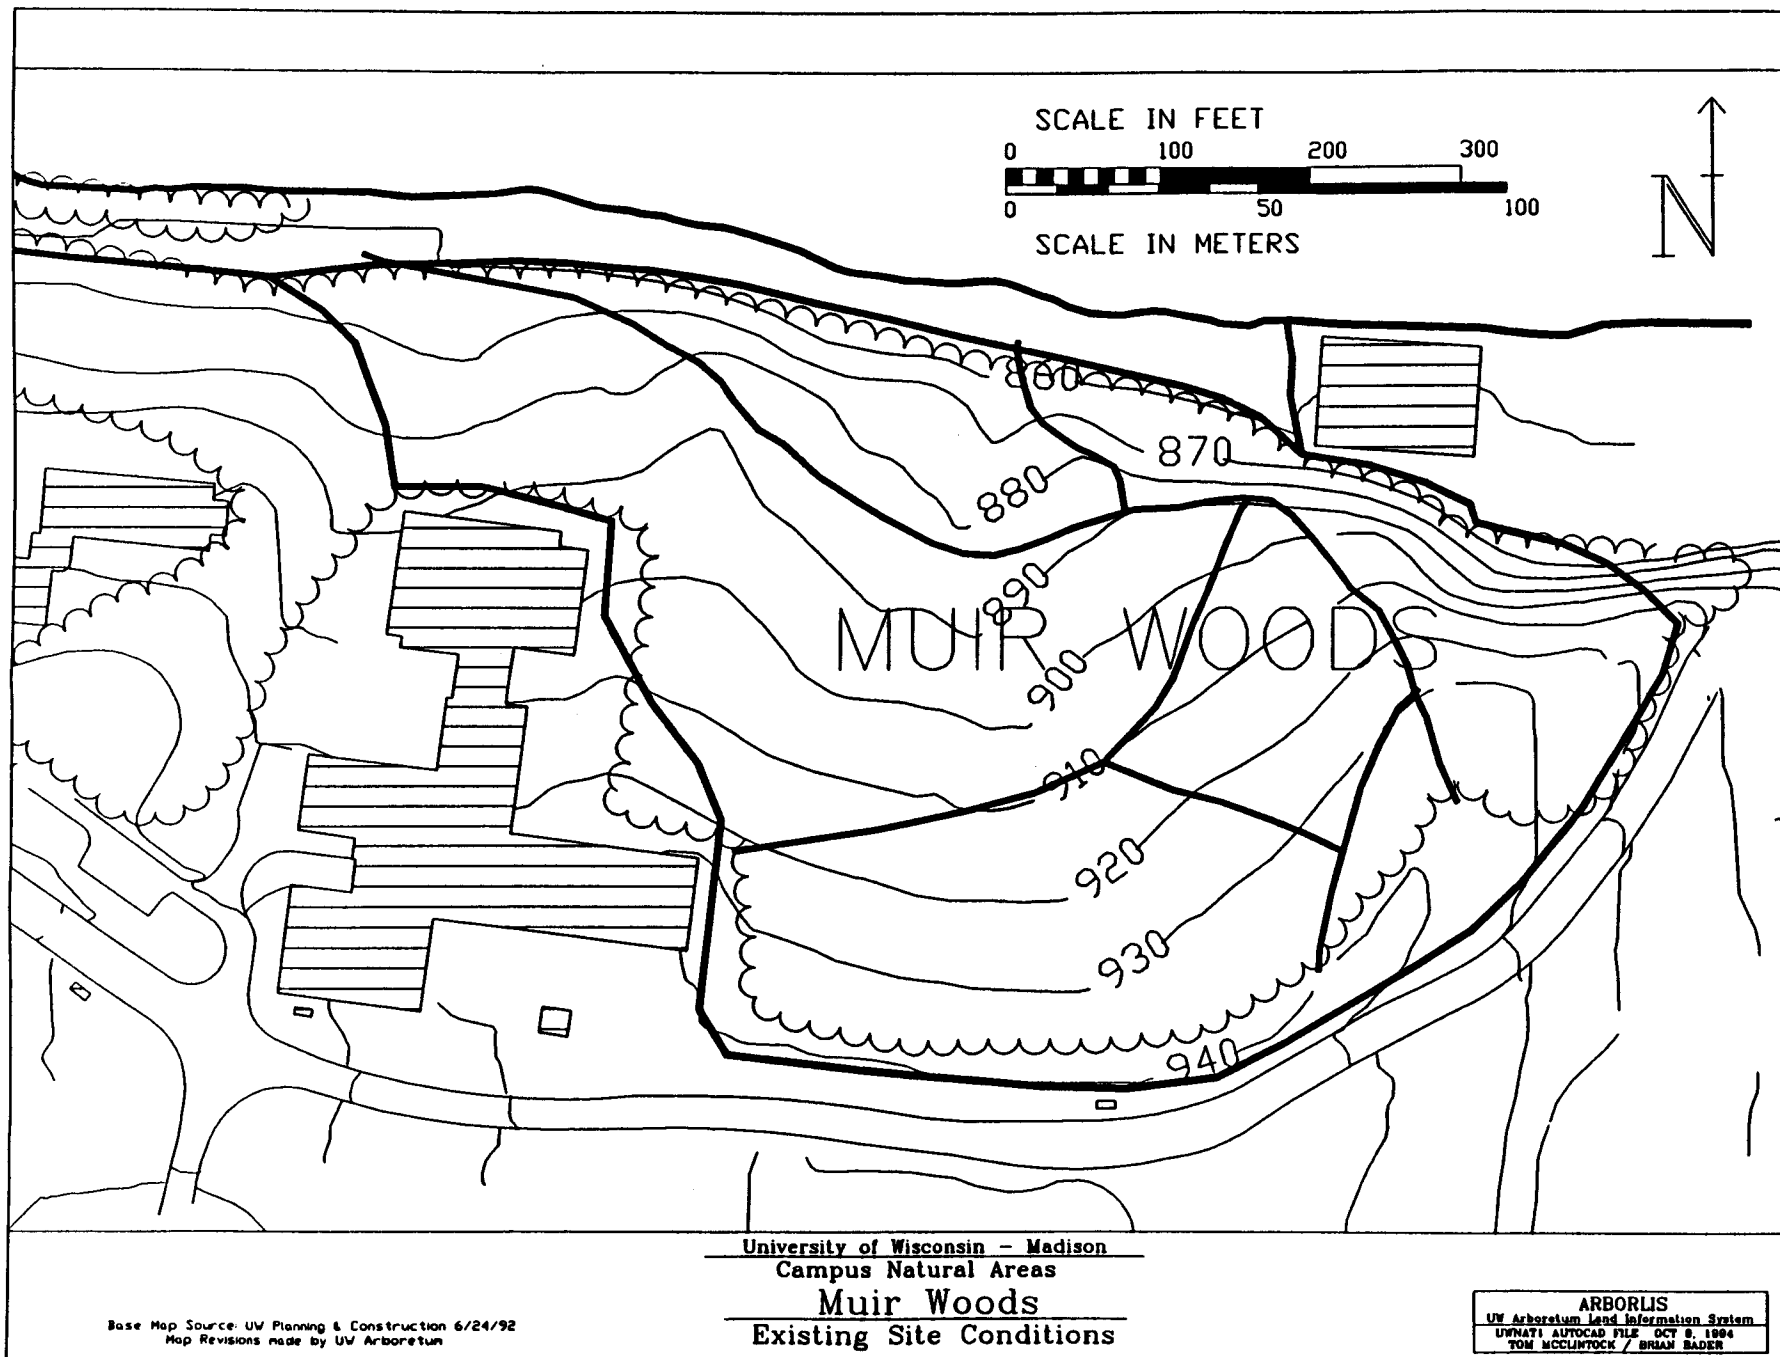 SCALE IN FEET
0 100 200 300
0 50 100
SCALE IN METERS
N
860
870
880
890
MUIR WOODS
900
910
920
930
940
University of Wisconsin - Madison
Campus Natural Areas
Muir Woods
Existing Site Conditions
Base Map Source: UW Planning & Construction 6/24/92
Map Revisions made by UW Arboretum
ARBORLIS
UW Arboretum Land Information System
UWNAT1 AUTOCAD FILE OCT 9, 1994
TOM MCCLINTOCK / BRIAN BADER